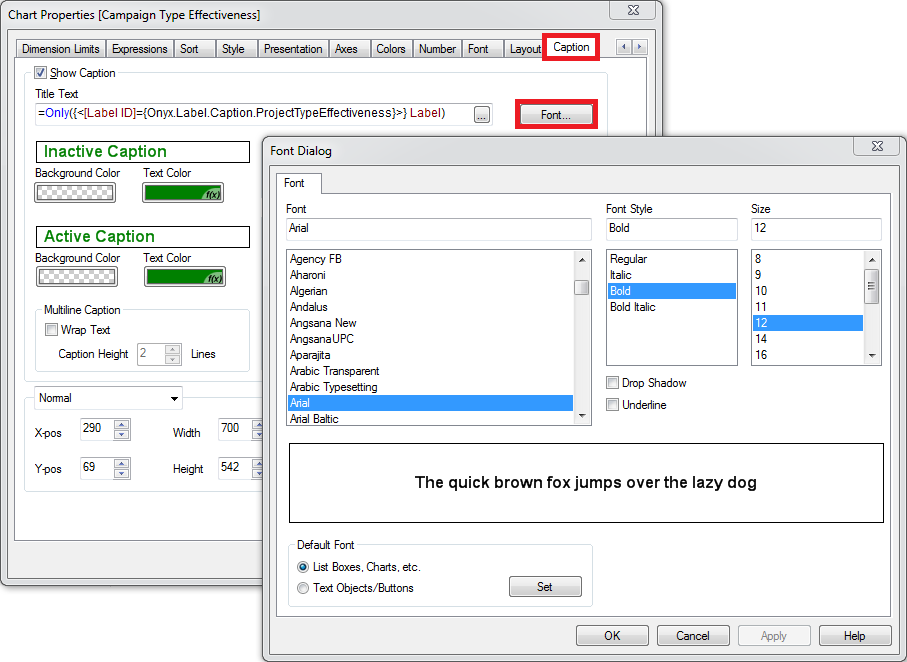 Chart Properties [Campaign Type Effectiveness]
Dimension Limits Expressions Sort Style Presentation Axes Colors Number Font Layout Caption
Show Caption
Title Text
=Only({<[Label ID]={Onyx.Label.Caption.ProjectTypeEffectiveness}>} Label)
...
Font...
Inactive Caption
Background Color Text Color
f(x)
Active Caption
Background Color Text Color
f(x)
Multiline Caption
Wrap Text
Caption Height 2 Lines
Normal
X-pos 290 Width 700
Y-pos 69 Height 542
Font Dialog
Font
Font Font Style Size
Arial Bold 12
Agency FB Regular 8
Aharoni Italic 9
Algerian Bold 10
Andalus Bold Italic 11
Angsana New 12
AngsanaUPC 14
Aparajita 16
Arabic Transparent
Arabic Typesetting
Arial
Arial Baltic
Drop Shadow
Underline
The quick brown fox jumps over the lazy dog
Default Font
List Boxes, Charts, etc.
Text Objects/Buttons
Set
OK Cancel Apply Help